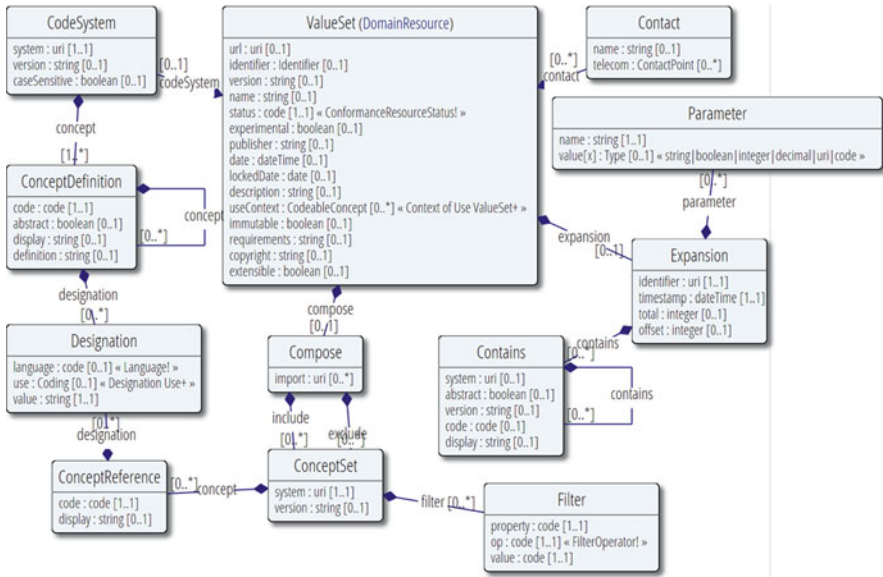 CodeSystem
system : uri [1..1]
version : string [0..1]
caseSensitive : boolean [0..1]
[0..1]
codeSystem
ValueSet (DomainResource)
url : uri [0..1]
identifier : Identifier [0..1]
version : string [0..1]
name : string [0..1]
status : code [1..1] « ConformanceResourceStatus! »
experimental : boolean [0..1]
publisher : string [0..1]
date : dateTime [0..1]
lockedDate : date [0..1]
description : string [0..1]
useContext : CodeableConcept [0..*] « Context of Use ValueSet+ »
immutable : boolean [0..1]
requirements : string [0..1]
copyright : string [0..1]
extensible : boolean [0..1]
Contact
name : string [0..1]
telecom : ContactPoint [0..*]
[0..*]
contact
Parameter
name : string [1..1]
value[x] : Type [0..1] « string|boolean|integer|decimal|uri|code »
[0..*]
parameter
concept
[1..*]
ConceptDefinition
code : code [1..1]
abstract : boolean [0..1]
display : string [0..1]
definition : string [0..1]
concept
[0..*]
expansion
[0..1]
Expansion
identifier : uri [1..1]
timestamp : dateTime [1..1]
total : integer [0..1]
offset : integer [0..1]
designation
[0..*]
compose
[0..1]
contains
[0..*]
Designation
language : code [0..1] « Language! »
use : Coding [0..1] « Designation Use+ »
value : string [1..1]
Compose
import : uri [0..*]
Contains
system : uri [0..1]
abstract : boolean [0..1]
version : string [0..1]
code : code [0..1]
display : string [0..1]
contains
[0..*]
[0..*]
designation
include
[0..*]
exclude
[0..*]
ConceptReference
code : code [1..1]
display : string [0..1]
[0..*]
concept
ConceptSet
system : uri [1..1]
version : string [0..1]
filter
[0..*]
Filter
property : code [1..1]
op : code [1..1] « FilterOperator! »
value : code [1..1]